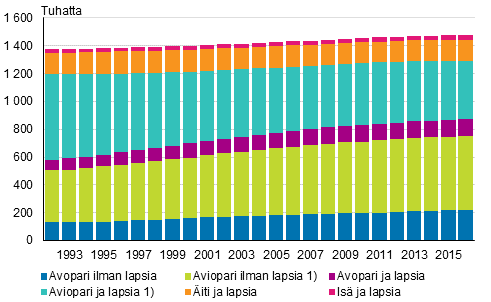 Tuhatta
1 600
1 400
1 200
1 000
800
600
400
200
0
1993 1995 1997 1999 2001 2003 2005 2007 2009 2011 2013 2015
Avopari ilman lapsia Aviopari ilman lapsia 1) Avopari ja lapsia
Aviopari ja lapsia 1) Äiti ja lapsia Isä ja lapsia